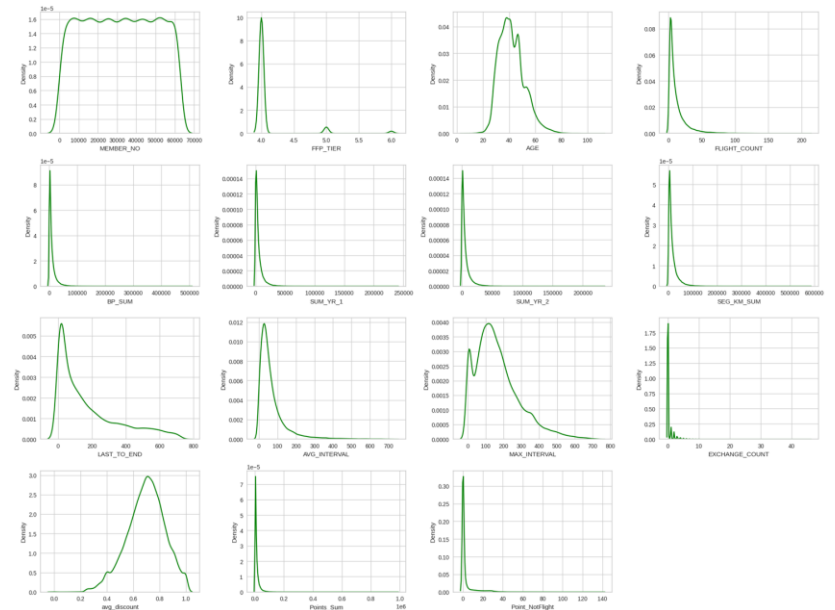 1e-5
Density
1.6
1.4
1.2
1.0
0.8
0.6
0.4
0.2
0.0
0 10000 20000 30000 40000 50000 60000 70000
MEMBER_NO
Density
10
8
6
4
2
0
4.0 4.5 5.0 5.5 6.0
FFP_TIER
Density
0.04
0.03
0.02
0.01
0.00
0 20 40 60 80 100
AGE
Density
0.08
0.06
0.04
0.02
0.00
0 50 100 150 200
FLIGHT_COUNT
1e-5
Density
8
6
4
2
0
0 100000 200000 300000 400000 500000
BP_SUM
Density
0.00014
0.00012
0.00010
0.00008
0.00006
0.00004
0.00002
0.00000
0 50000 100000 150000 200000 250000
SUM_YR_1
Density
0.00014
0.00012
0.00010
0.00008
0.00006
0.00004
0.00002
0.00000
0 50000 100000 150000 200000
SUM_YR_2
1e-5
Density
5
4
3
2
1
0
0 100000 200000 300000 400000 500000 600000
SEG_KM_SUM
Density
0.005
0.004
0.003
0.002
0.001
0.000
0 200 400 600 800
LAST_TO_END
Density
0.012
0.010
0.008
0.006
0.004
0.002
0.000
0 100 200 300 400 500 600 700
AVG_INTERVAL
Density
0.0040
0.0035
0.0030
0.0025
0.0020
0.0015
0.0010
0.0005
0.0000
0 100 200 300 400 500 600 700 800
MAX_INTERVAL
Density
1.75
1.50
1.25
1.00
0.75
0.50
0.25
0.00
0 10 20 30 40
EXCHANGE_COUNT
Density
3.0
2.5
2.0
1.5
1.0
0.5
0.0
0.0 0.2 0.4 0.6 0.8 1.0
avg_discount
1e-5
Density
7
6
5
4
3
2
1
0
0.0 0.2 0.4 0.6 0.8 1.0
1e6
Points_Sum
Density
0.30
0.25
0.20
0.15
0.10
0.05
0.00
0 20 40 60 80 100 120 140
Point_NotFlight